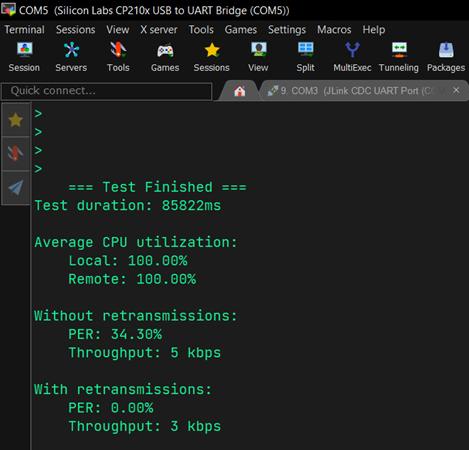 COM5 (Silicon Labs CP210x USB to UART Bridge (COM5))
Terminal Sessions View X server Tools Games Settings Macros Help
Session Servers Tools Games Sessions View Split MultiExec Tunneling Packages
Quick connect... 9. COM3 (JLink CDC UART Port
>
>
>
>
=== Test Finished ===
Test duration: 85822ms
Average CPU utilization:
Local: 100.00%
Remote: 100.00%
Without retransmissions:
PER: 34.30%
Throughput: 5 kbps
With retransmissions:
PER: 0.00%
Throughput: 3 kbps